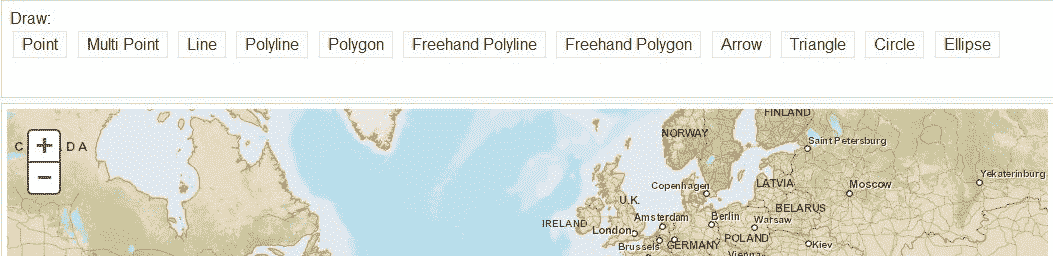 Draw:
Point Multi Point Line Polyline Polygon Freehand Polyline Freehand Polygon Arrow Triangle Circle Ellipse
FINLAND
NORWAY
+
Saint Petersburg
C DA
Yekaterinburg
−
Copenhagen
LATVIA
Moscow
U.K.
BELARUS
IRELAND
Amsterdam
Berlin
Warsaw
London
Brussels
GERMANY
POLAND
Kiev
Vienna